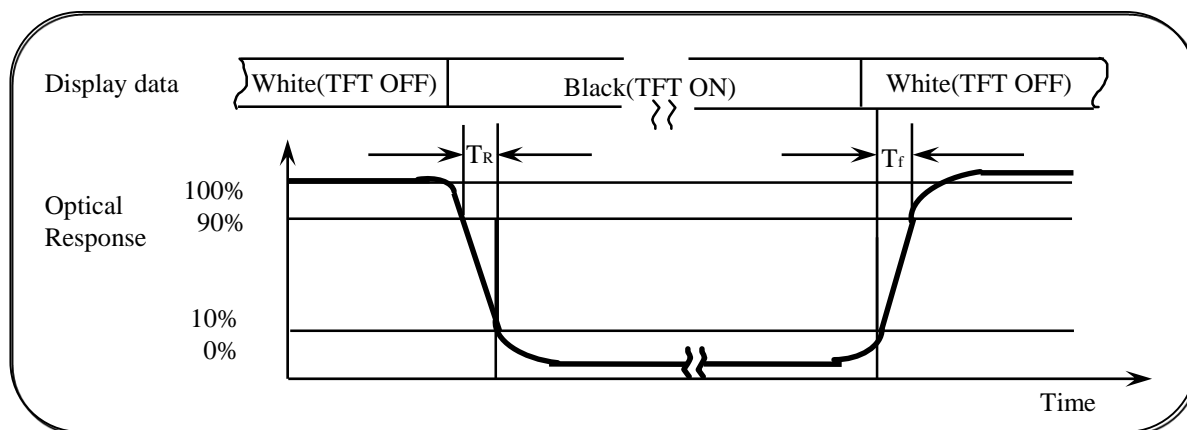 Display data
White(TFT OFF)
Black(TFT ON)
White(TFT OFF)
TR
Tf
Optical
Response
100%
90%
10%
0%
Time